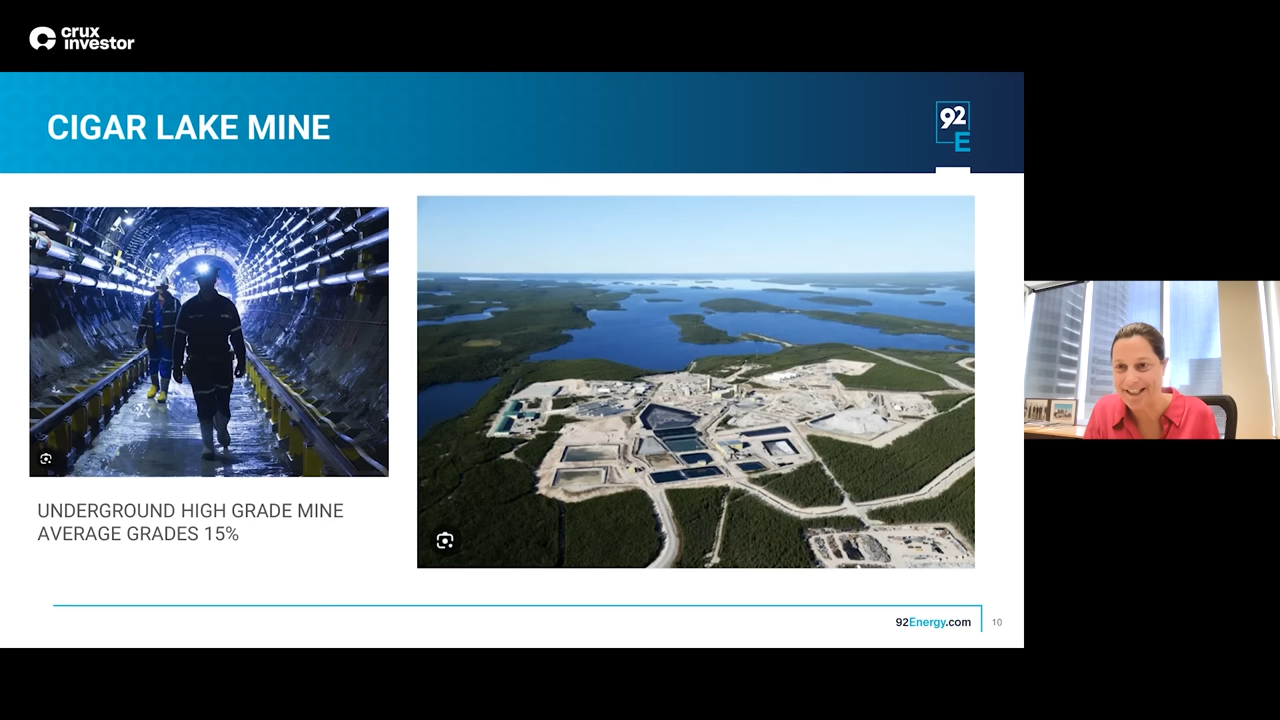 crux
investor
CIGAR LAKE MINE
92
E
UNDERGROUND HIGH GRADE MINE
AVERAGE GRADES 15%
92Energy.com
10